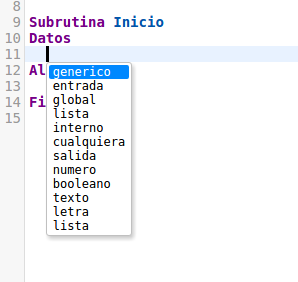 8
9 Subrutina Inicio
10 Datos
11
12 Al
13
14 Fi
15
generico
entrada
global
lista
interno
cualquiera
salida
numero
booleano
texto
letra
lista